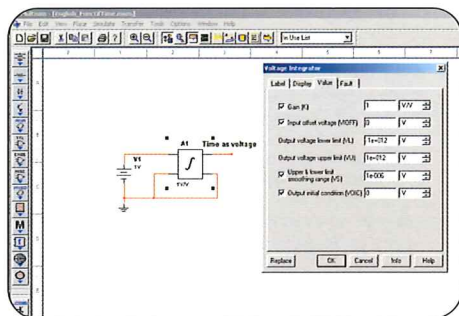 File Edit View Place Simulate Transfer Tools Options Window Help
In Use List
Voltage Integrator
Label Display Value Fault
Gain (K) 1 V/V
Input offset voltage (VIOFF) 0 V
Output voltage lower limit (VL) -1e+012 V
Output voltage upper limit (VU) 1e+012 V
Upper & lower limit smoothing range (VS) 1e-006 V
Output initial condition (VOIC) 0 V
Replace OK Cancel Info Help
A1
Time as voltage
V1
1V
1V/V